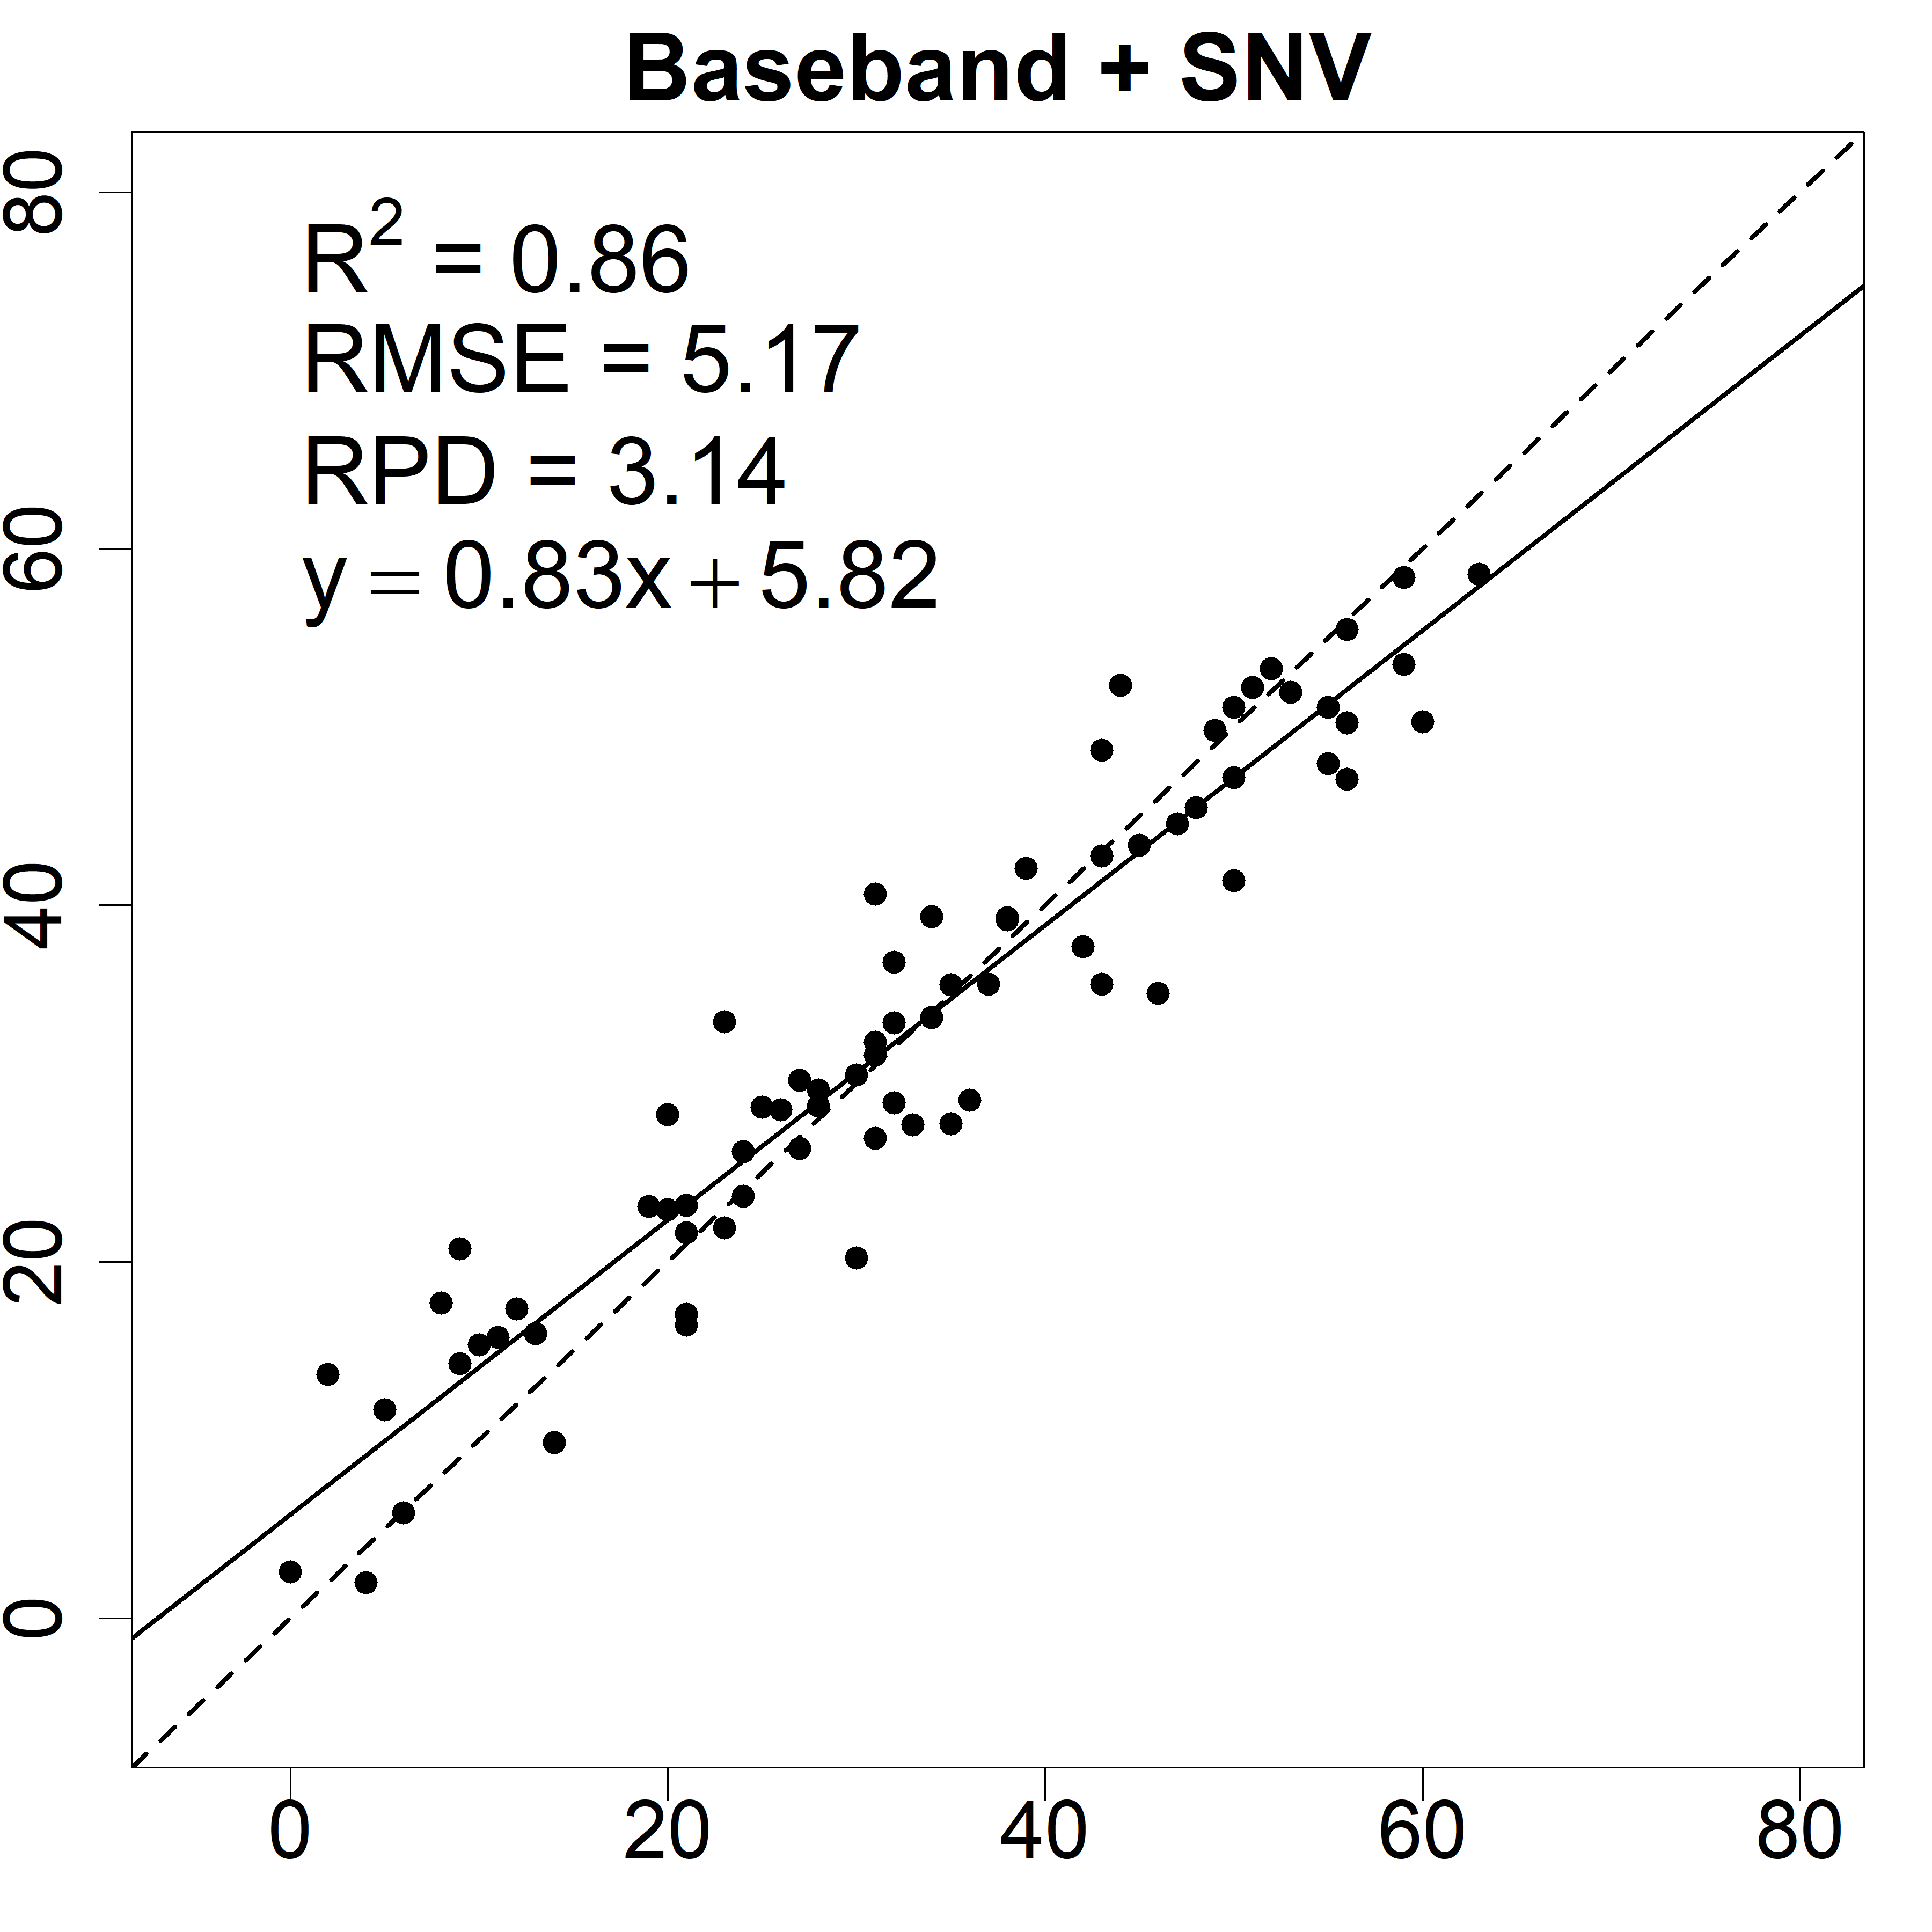 Baseband + SNV
R² = 0.86
RMSE = 5.17
RPD = 3.14
y = 0.83x + 5.82
80
60
40
20
0
0 20 40 60 80